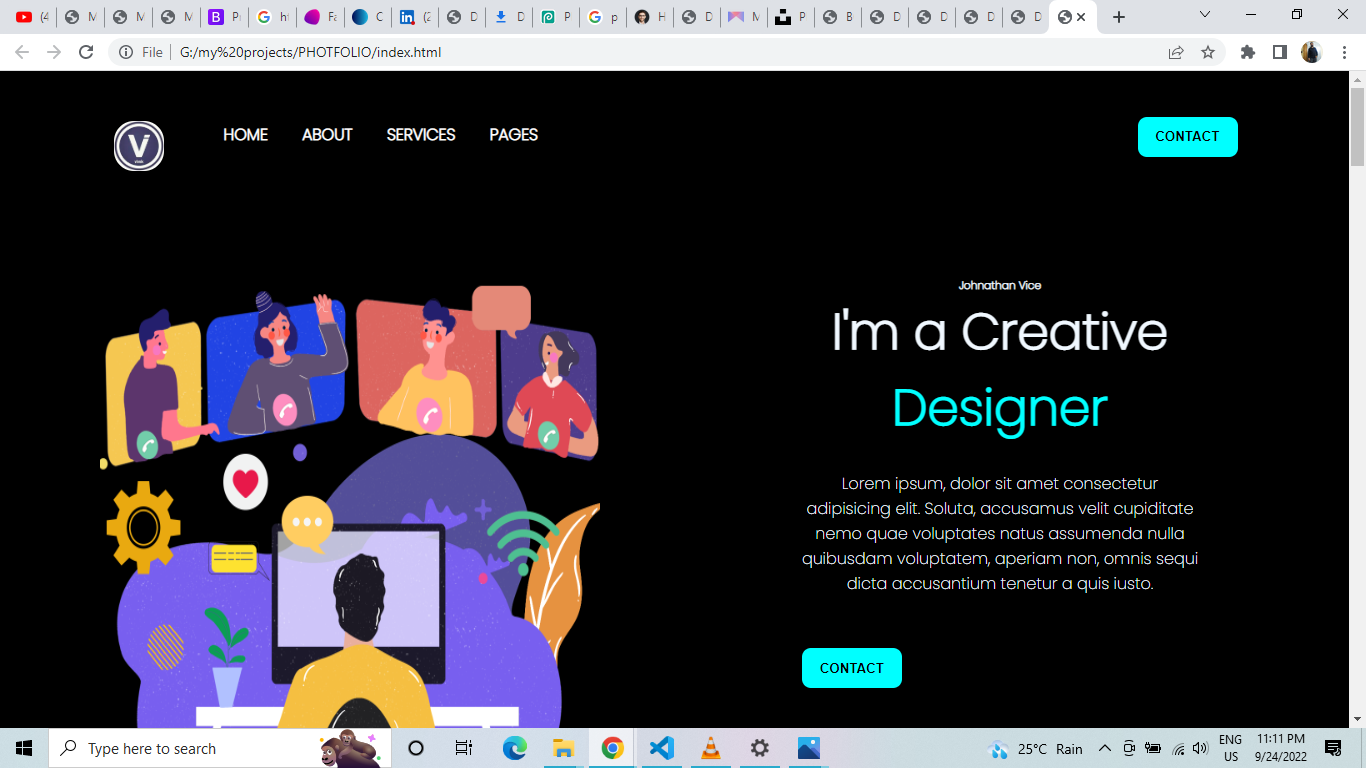 (4
M
M
M
Pr
ht
Fa
C
(2
D
D
P
p
H
D
M
P
B
D
D
D
D
File
G:/my%20projects/PHOTFOLIO/index.html
Vi
HOME
ABOUT
SERVICES
PAGES
CONTACT
Johnathan Vice
I'm a Creative
Designer
Lorem ipsum, dolor sit amet consectetur
adipisicing elit. Soluta, accusamus velit cupiditate
nemo quae voluptates natus assumenda nulla
quibusdam voluptatem, aperiam non, omnis sequi
dicta accusantium tenetur a quis iusto.
CONTACT
Type here to search
25°C Rain
ENG
US
11:11 PM
9/24/2022